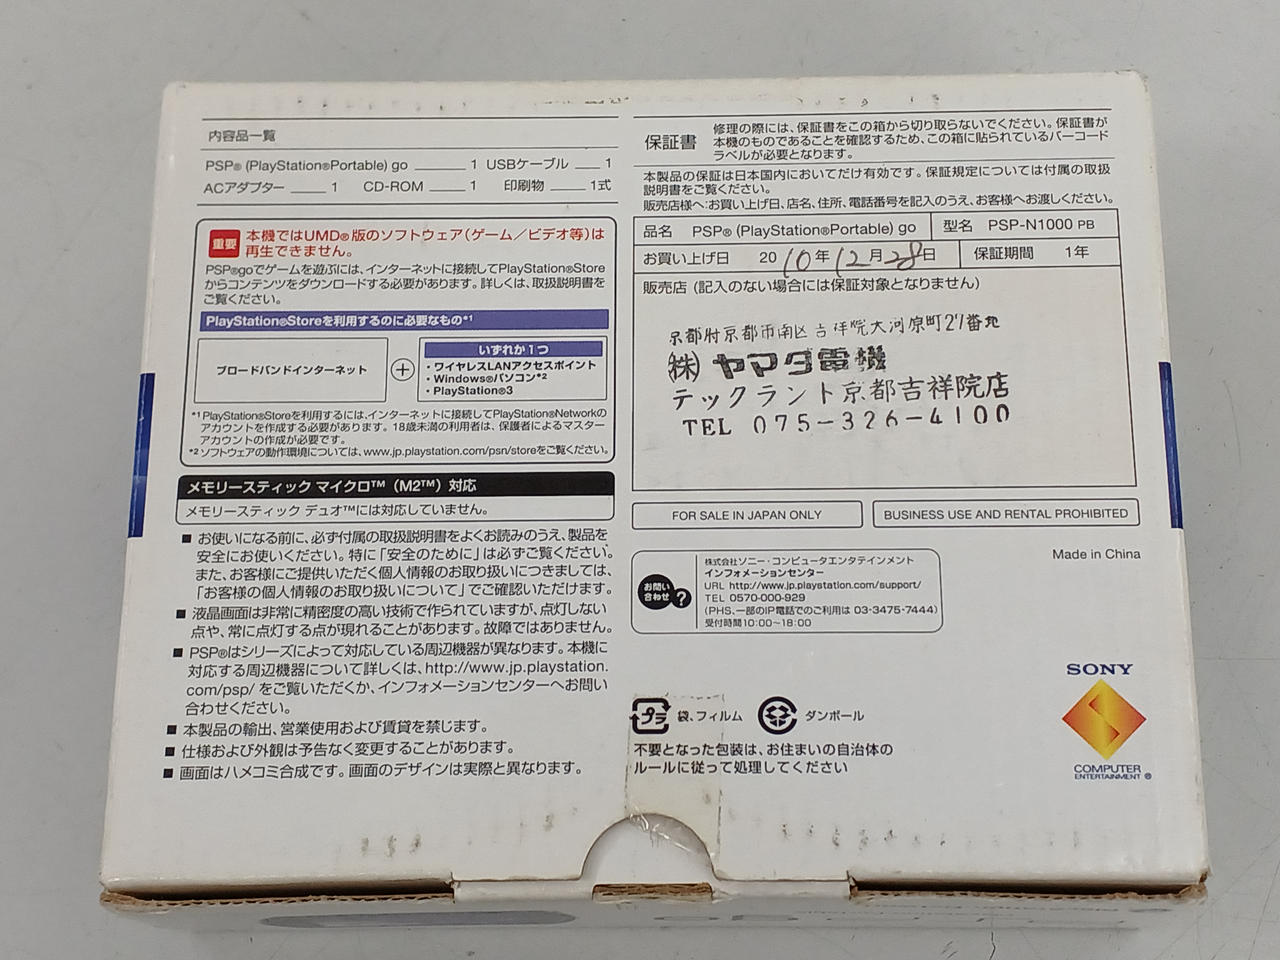 内容品一覧
PSP® (PlayStation®Portable) go 1 USBケーブル 1
ACアダプター 1 CD-ROM 1 印刷物 1式
重要 本機ではUMD®版のソフトウェア(ゲーム/ビデオ等)は
再生できません。
PSP®goでゲームを遊ぶには、インターネットに接続してPlayStation®Store
からコンテンツをダウンロードする必要があります。詳しくは、取扱説明書を
ご覧ください。
PlayStation®Storeを利用するのに必要なもの*1
ブロードバンドインターネット
+
いずれか1つ
・ワイヤレスLANアクセスポイント
・Windows®パソコン*2
・PlayStation®3
*1 PlayStation®Storeを利用するには、インターネットに接続してPlayStation®Networkの
アカウントを作成する必要があります。18歳未満の利用者は、保護者によるマスター
アカウントの作成が必要です。
*2 ソフトウェアの動作環境については、www.jp.playstation.com/psn/storeをご覧ください。
メモリースティック マイクロ™(M2™)対応
メモリースティック デュオ™には対応していません。
■ お使いになる前に、必ず付属の取扱説明書をよくお読みのうえ、製品を
安全にお使いください。特に「安全のために」は必ずご覧ください。
また、お客様にご提供いただく個人情報のお取り扱いにつきましては、
「お客様の個人情報のお取り扱いについて」でご確認いただけます。
■ 液晶画面は非常に精密度の高い技術で作られていますが、点灯しない
点や、常に点灯する点が現れることがあります。故障ではありません。
■ PSP®はシリーズによって対応している周辺機器が異なります。本機に
対応する周辺機器について詳しくは、http://www.jp.playstation.
com/psp/ をご覧いただくか、インフォメーションセンターへお問い
合わせください。
■ 本製品の輸出、営業使用および賃貸を禁じます。
■ 仕様および外観は予告なく変更することがあります。
■ 画面はハメコミ合成です。画面のデザインは実際と異なります。
保証書
修理の際には、保証書をこの箱から切り取らないでください。保証書が
本機のものであることを確認するため、この箱に貼られているバーコード
ラベルが必要となります。
本製品の保証は日本国内においてだけ有効です。保証規定については付属の取扱
説明書をご覧ください。
販売店様へ:お買い上げ日、店名、住所、電話番号を記入のうえ、お客様へお渡しください。
品名 PSP® (PlayStation®Portable) go 型名 PSP-N1000 PB
お買い上げ日 2010年12月28日 保証期間 1年
販売店(記入のない場合には保証対象となりません)
京都府京都市南区吉祥院大河原町27番地
(株)ヤマダ電機
テックランド京都吉祥院店
TEL 075-326-4100
FOR SALE IN JAPAN ONLY
BUSINESS USE AND RENTAL PROHIBITED
お問い合わせ?
株式会社ソニー・コンピュータエンタテインメント
インフォメーションセンター
URL http://www.jp.playstation.com/support/
TEL 0570-000-929
(PHS、一部のIP電話でのご利用は 03-3475-7444)
受付時間10:00〜18:00
Made in China
プラ 袋、フィルム ダンボール
不要となった包装は、お住まいの自治体の
ルールに従って処理してください
SONY
COMPUTER
ENTERTAINMENT®